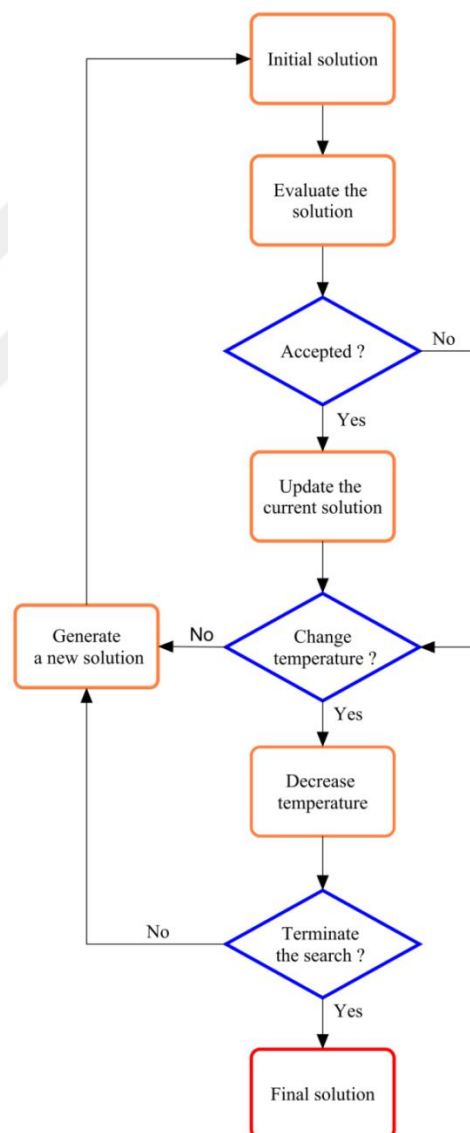 Initial solution
Evaluate the
solution
Accepted ?
No
Yes
Update the
current solution
Generate
a new solution
No
Change
temperature ?
Yes
Decrease
temperature
No
Terminate
the search ?
Yes
Final solution